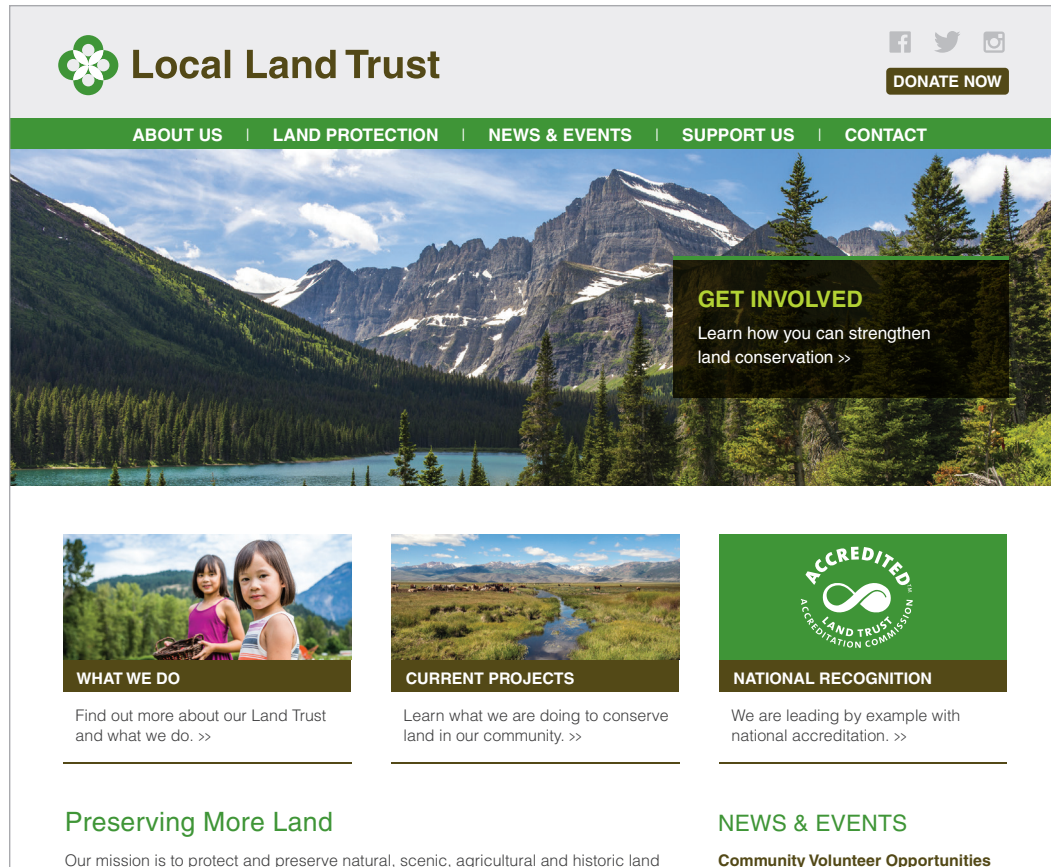 Local Land Trust
DONATE NOW
ABOUT US | LAND PROTECTION | NEWS & EVENTS | SUPPORT US | CONTACT
GET INVOLVED
Learn how you can strengthen
land conservation >>
WHAT WE DO
Find out more about our Land Trust
and what we do. >>
CURRENT PROJECTS
Learn what we are doing to conserve
land in our community. >>
ACCREDITED™
LAND TRUST
ACCREDITATION COMMISSION
NATIONAL RECOGNITION
We are leading by example with
national accreditation. >>
Preserving More Land
Our mission is to protect and preserve natural, scenic, agricultural and historic land
NEWS & EVENTS
Community Volunteer Opportunities